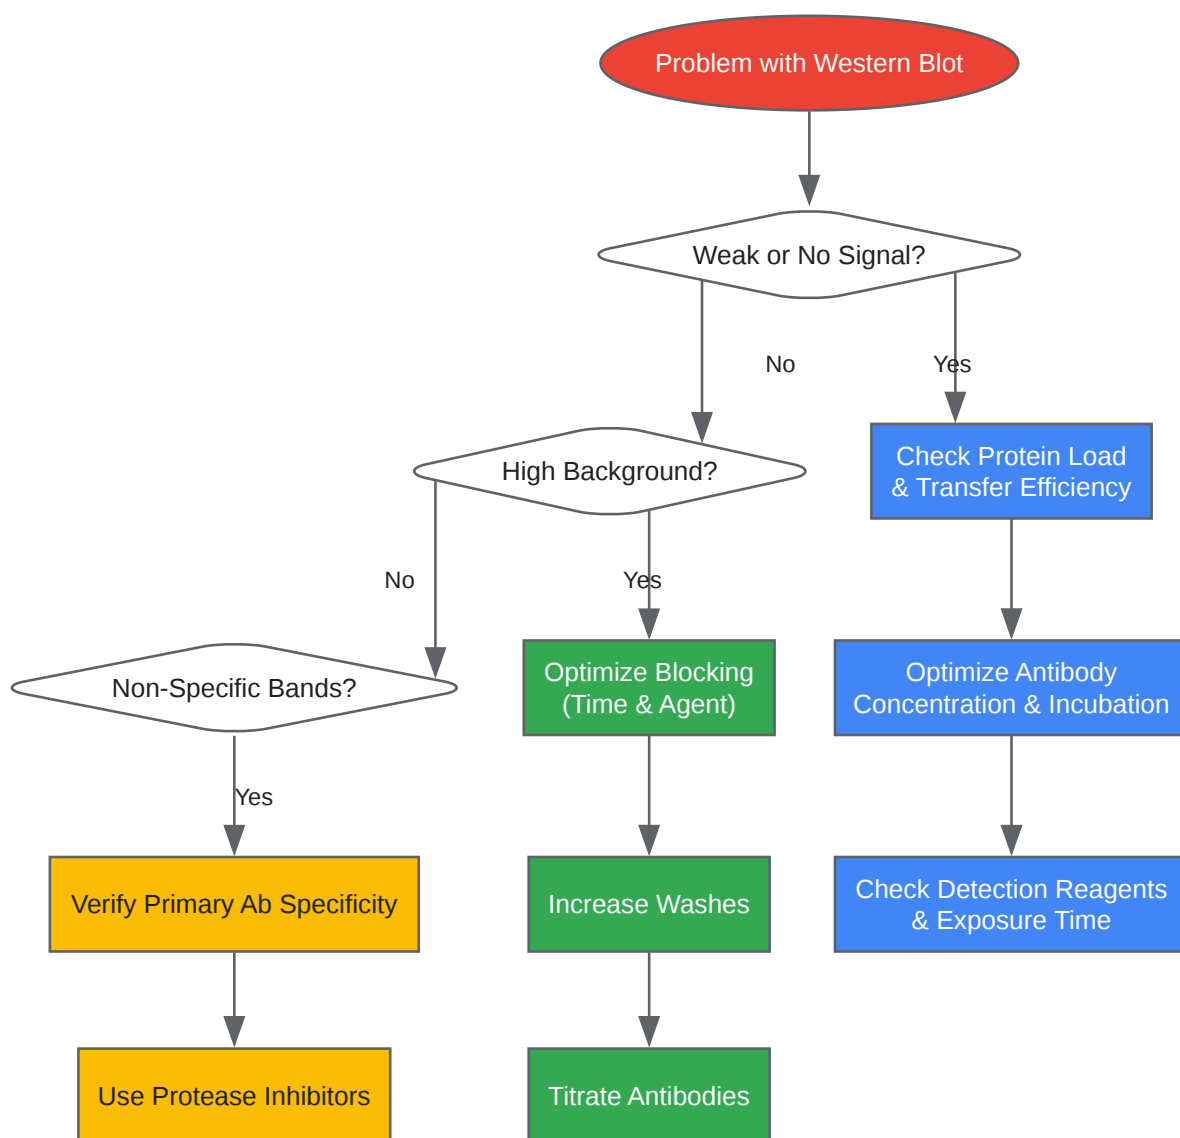 Problem with Western Blot
Weak or No Signal?
No
Yes
Check Protein Load
& Transfer Efficiency
High Background?
No
Yes
Optimize Blocking
(Time & Agent)
Optimize Antibody
Concentration & Incubation
Non-Specific Bands?
Yes
Verify Primary Ab Specificity
Increase Washes
Check Detection Reagents
& Exposure Time
Use Protease Inhibitors
Titrate Antibodies